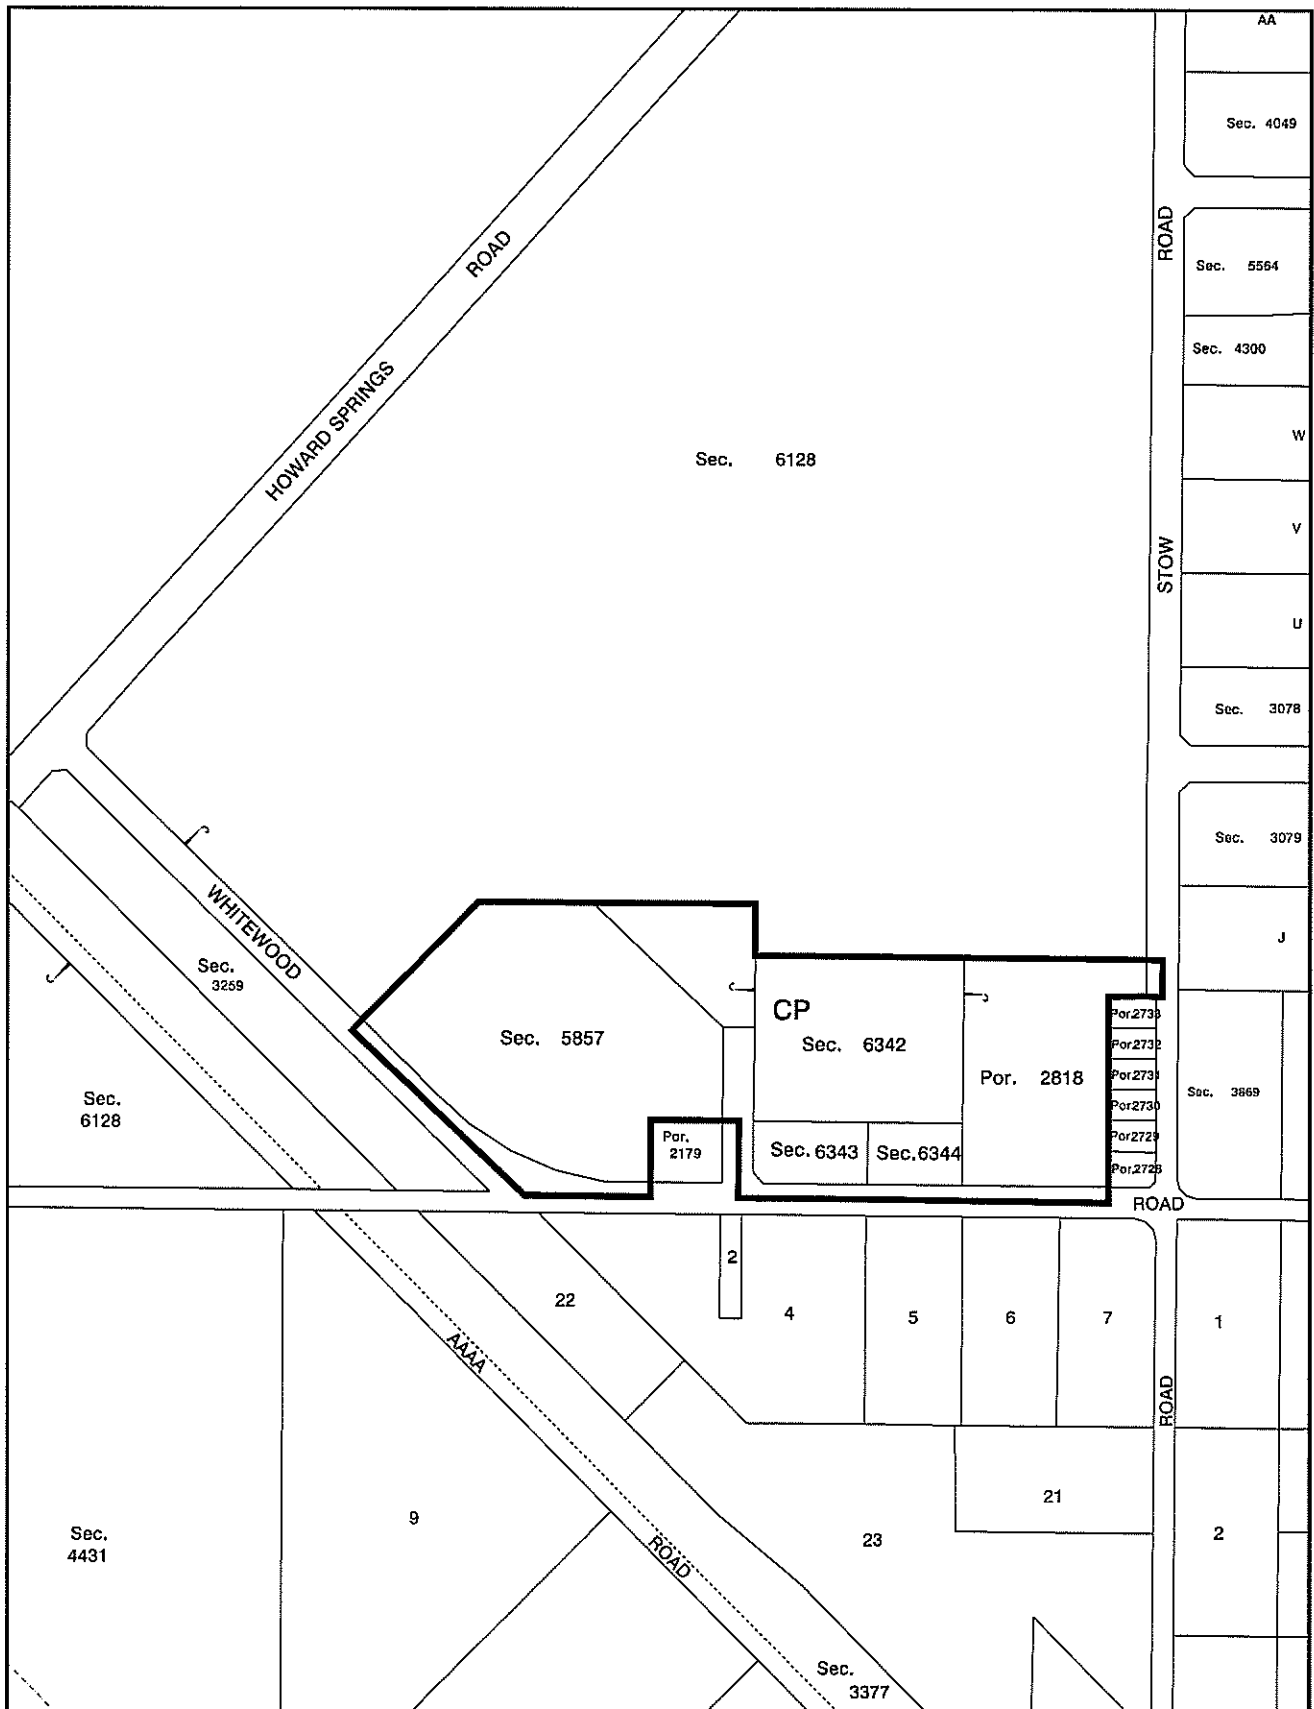 AA
Sec. 4049
ROAD
ROAD
Sec. 5564
Sec. 4300
HOWARD SPRINGS
W
Sec. 6128
V
STOW
U
Sec. 3078
Sec. 3079
WHITEWOOD
J
Sec.
3259
CP
Por.2733
Sec. 5857
Sec. 6342
Por.2732
Por. 2818
Por.2731
Sec. 3869
Sec.
6128
Por.2730
Por.
2179
Sec. 6343
Sec. 6344
Por.2729
Por.2728
ROAD
2
22
4
5
6
7
1
AAAA
ROAD
21
9
23
2
Sec.
4431
ROAD
Sec.
3377